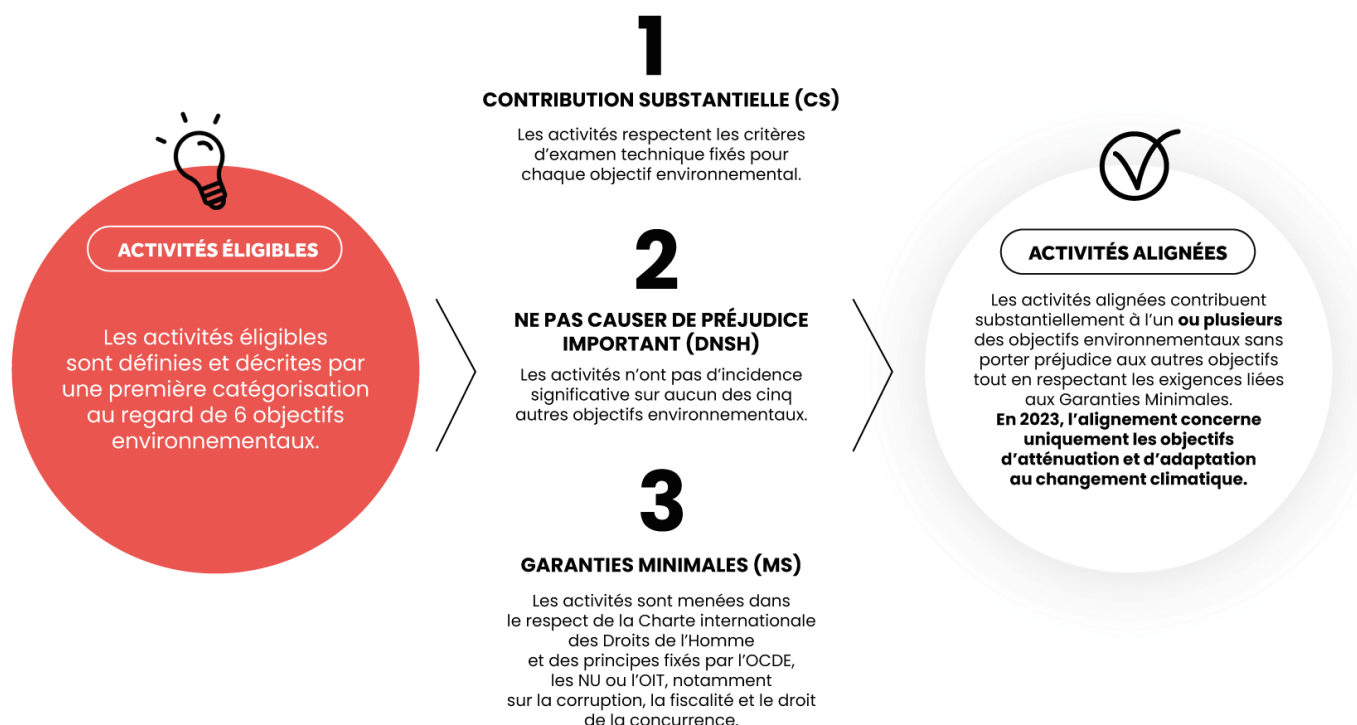 ACTIVITÉS ÉLIGIBLES
Les activités éligibles
sont définies et décrites par
une première catégorisation
au regard de 6 objectifs
environnementaux.
1
CONTRIBUTION SUBSTANTIELLE (CS)
Les activités respectent les critères
d’examen technique fixés pour
chaque objectif environnemental.
2
NE PAS CAUSER DE PRÉJUDICE
IMPORTANT (DNSH)
Les activités n’ont pas d’incidence
significative sur aucun des cinq
autres objectifs environnementaux.
3
GARANTIES MINIMALES (MS)
Les activités sont menées dans
le respect de la Charte internationale
des Droits de l’Homme
et des principes fixés par l’OCDE,
les NU ou l’OIT, notamment
sur la corruption, la fiscalité et le droit
de la concurrence.
ACTIVITÉS ALIGNÉES
Les activités alignées contribuent
substantiellement à l’un ou plusieurs
des objectifs environnementaux sans
porter préjudice aux autres objectifs
tout en respectant les exigences liées
aux Garanties Minimales.
En 2023, l’alignement concerne
uniquement les objectifs
d’atténuation et d’adaptation
au changement climatique.